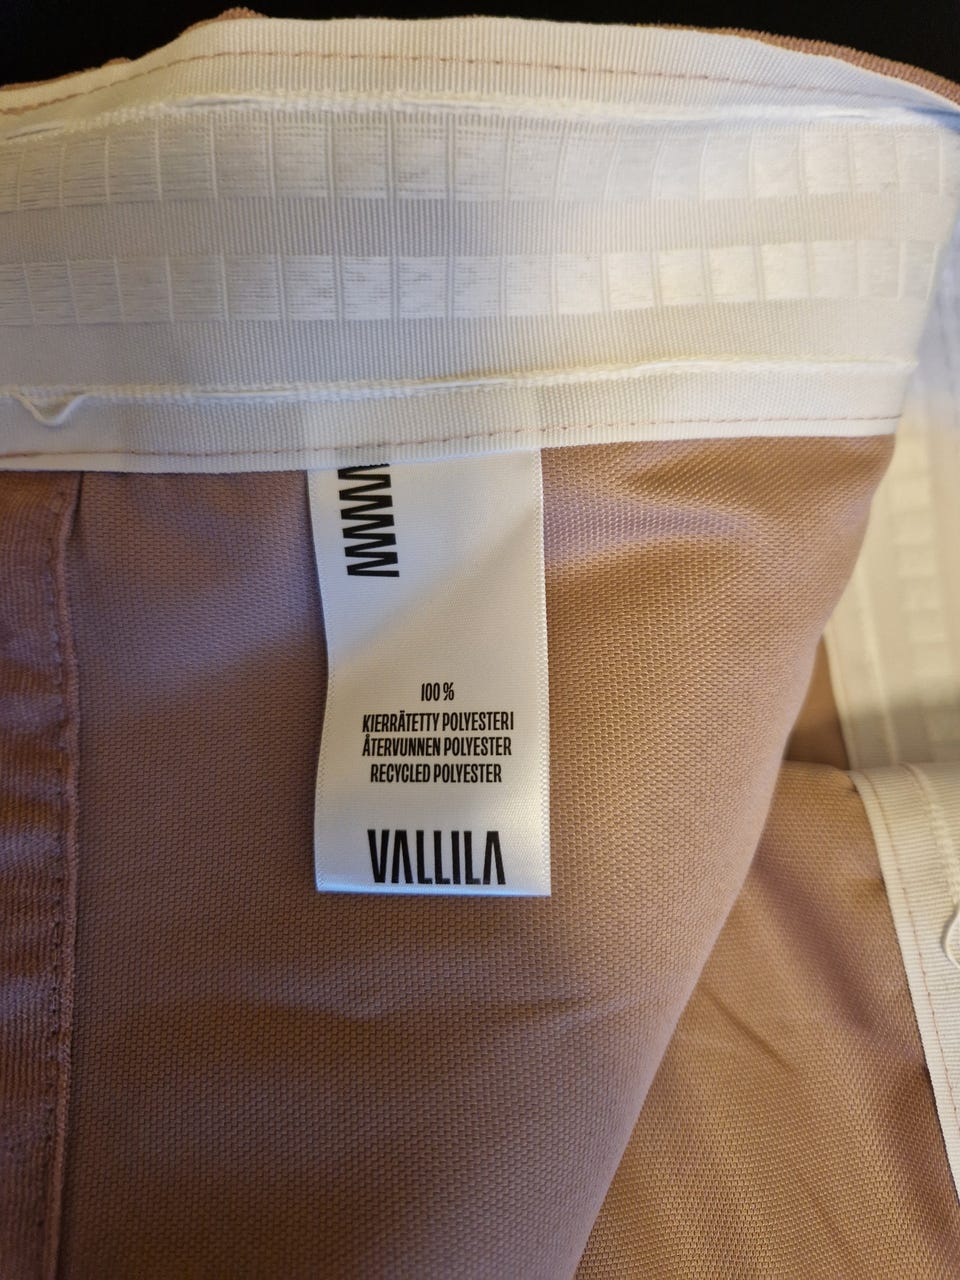 100 %
KIERRÄTETTY POLYESTERI
ÅTERVUNNEN POLYESTER
RECYCLED POLYESTER
VALLILA